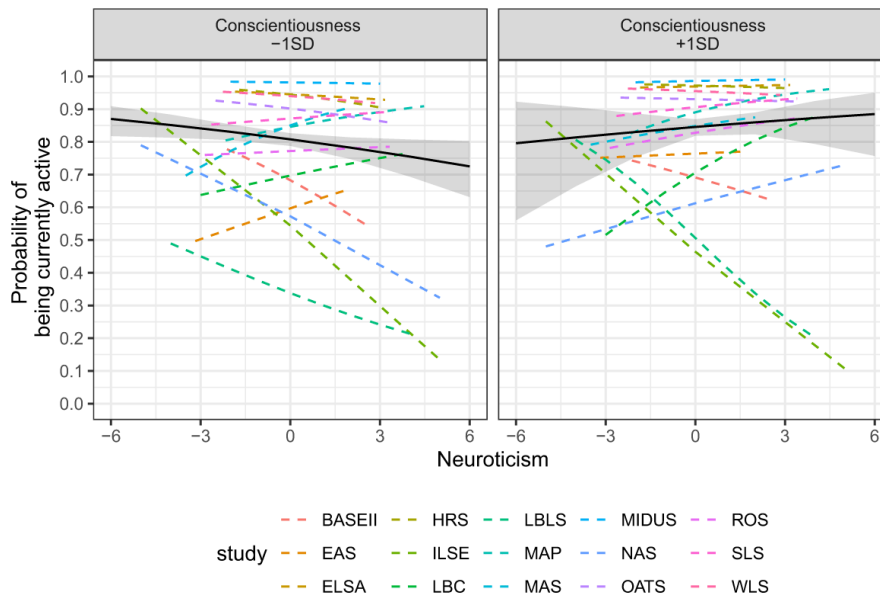 Conscientiousness
−1SD
Conscientiousness
+1SD
Probability of
being currently active
1.0
0.9
0.8
0.7
0.6
0.5
0.4
0.3
0.2
0.1
0.0
−6 −3 0 3 6
−6 −3 0 3 6
Neuroticism
study
BASEII HRS LBLS MIDUS ROS
EAS ILSE MAP NAS SLS
ELSA LBC MAS OATS WLS